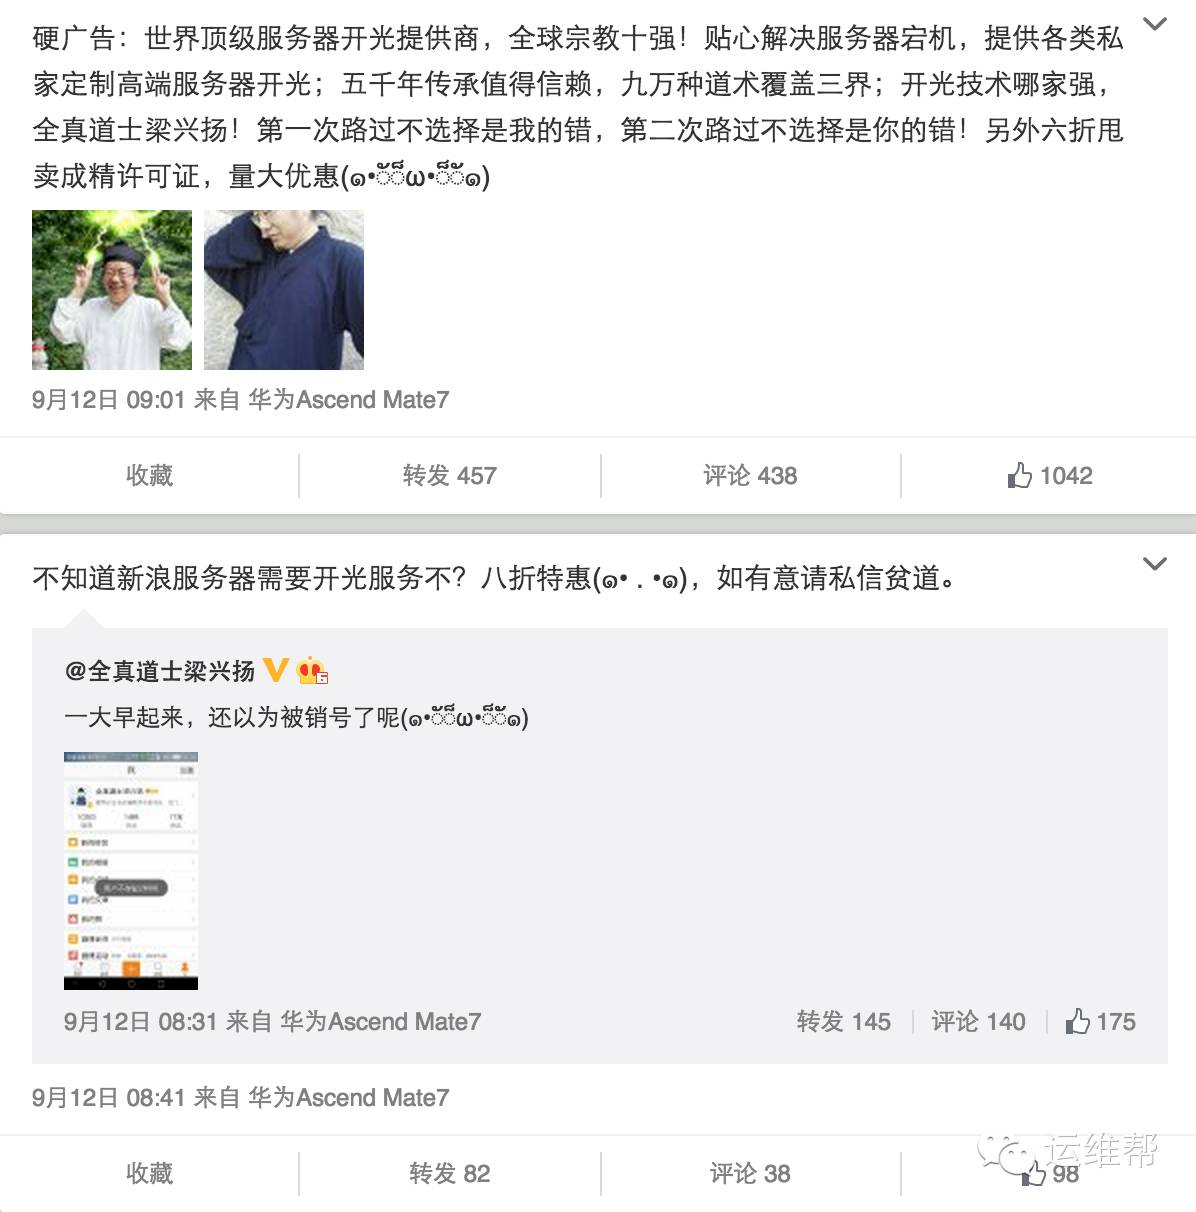 硬广告：世界顶级服务器开光提供商，全球宗教十强！贴心解决服务器宕机，提供各类私
家定制高端服务器开光；五千年传承值得信赖，九万种道术覆盖三界；开光技术哪家强，
全真道士梁兴扬！第一次路过不选择是我的错，第二次路过不选择是你的错！另外六折甩
卖成精许可证，量大优惠(๑•ॢ็ω•ॢ็๑)
9月12日 09:01 来自 华为Ascend Mate7
收藏 转发 457 评论 438 1042
不知道新浪服务器需要开光服务不？八折特惠(๑• . •๑)，如有意请私信贫道。
@全真道士梁兴扬
一大早起来，还以为被销号了呢(๑•ॢ็ω•ॢ็๑)
9月12日 08:31 来自 华为Ascend Mate7 转发 145 评论 140 175
9月12日 08:41 来自 华为Ascend Mate7
收藏 转发 82 评论 38 98
运维帮